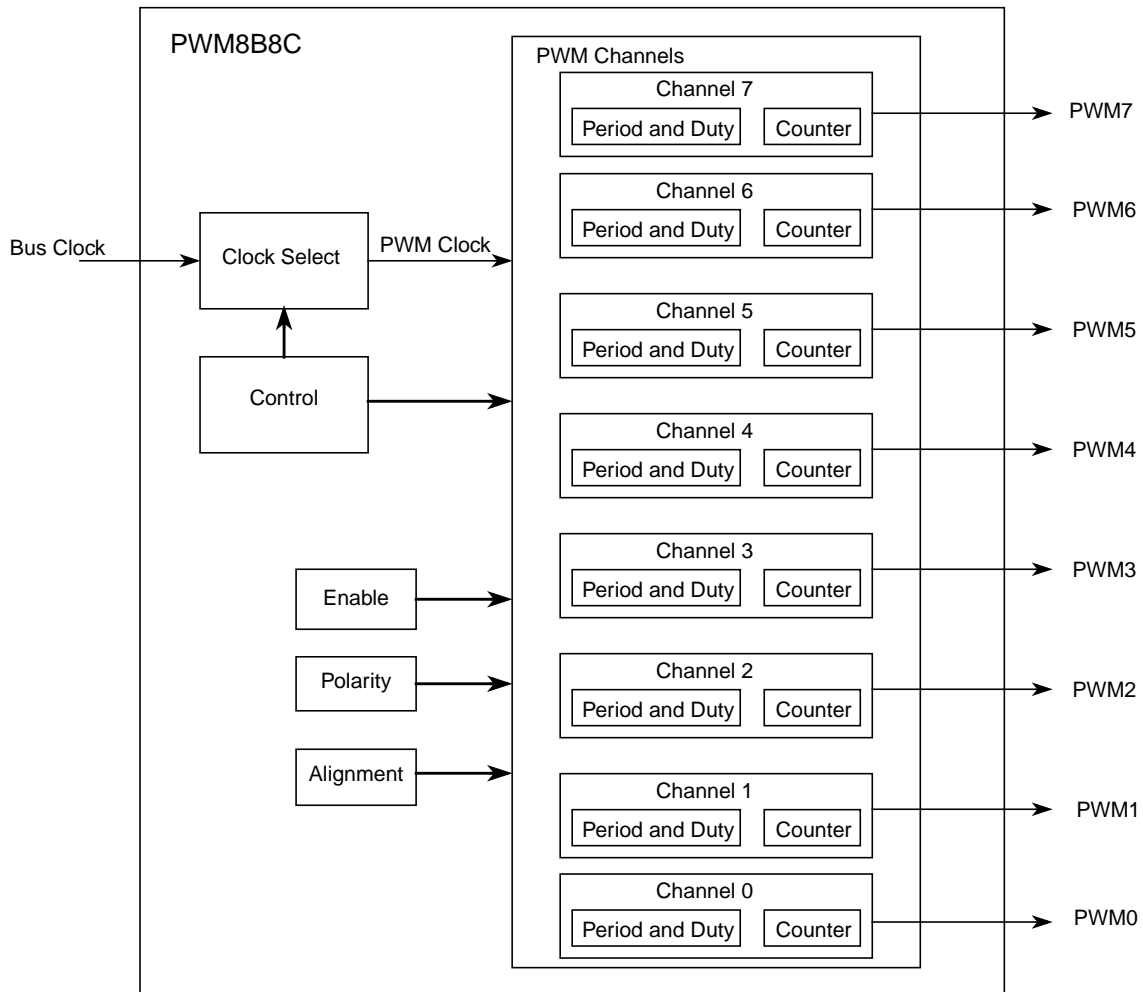 PWM8B8C
PWM Channels
Channel 7
Period and Duty
Counter
PWM7
Channel 6
Period and Duty
Counter
PWM6
Bus Clock
Clock Select
PWM Clock
Channel 5
Period and Duty
Counter
PWM5
Control
Channel 4
Period and Duty
Counter
PWM4
Channel 3
Period and Duty
Counter
PWM3
Enable
Polarity
Channel 2
Period and Duty
Counter
PWM2
Alignment
Channel 1
Period and Duty
Counter
PWM1
Channel 0
Period and Duty
Counter
PWM0